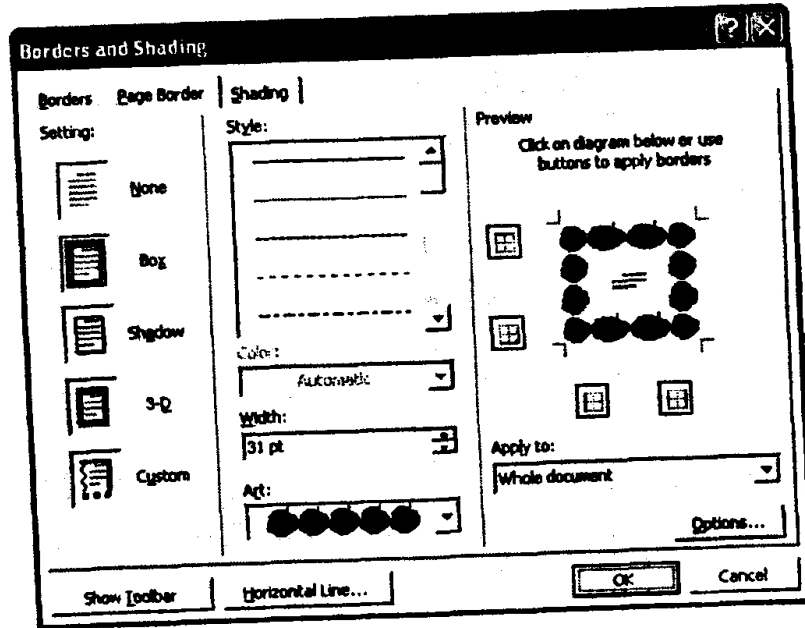 Borders and Shading
Borders Page Border Shading
Setting:
None
Box
Shadow
3-D
Custom
Style:
Color:
Automatic
Width:
31 pt
Art:
Preview
Click on diagram below or use
buttons to apply borders
Apply to:
Whole document
Options...
Show Toolbar
Horizontal Line...
OK
Cancel